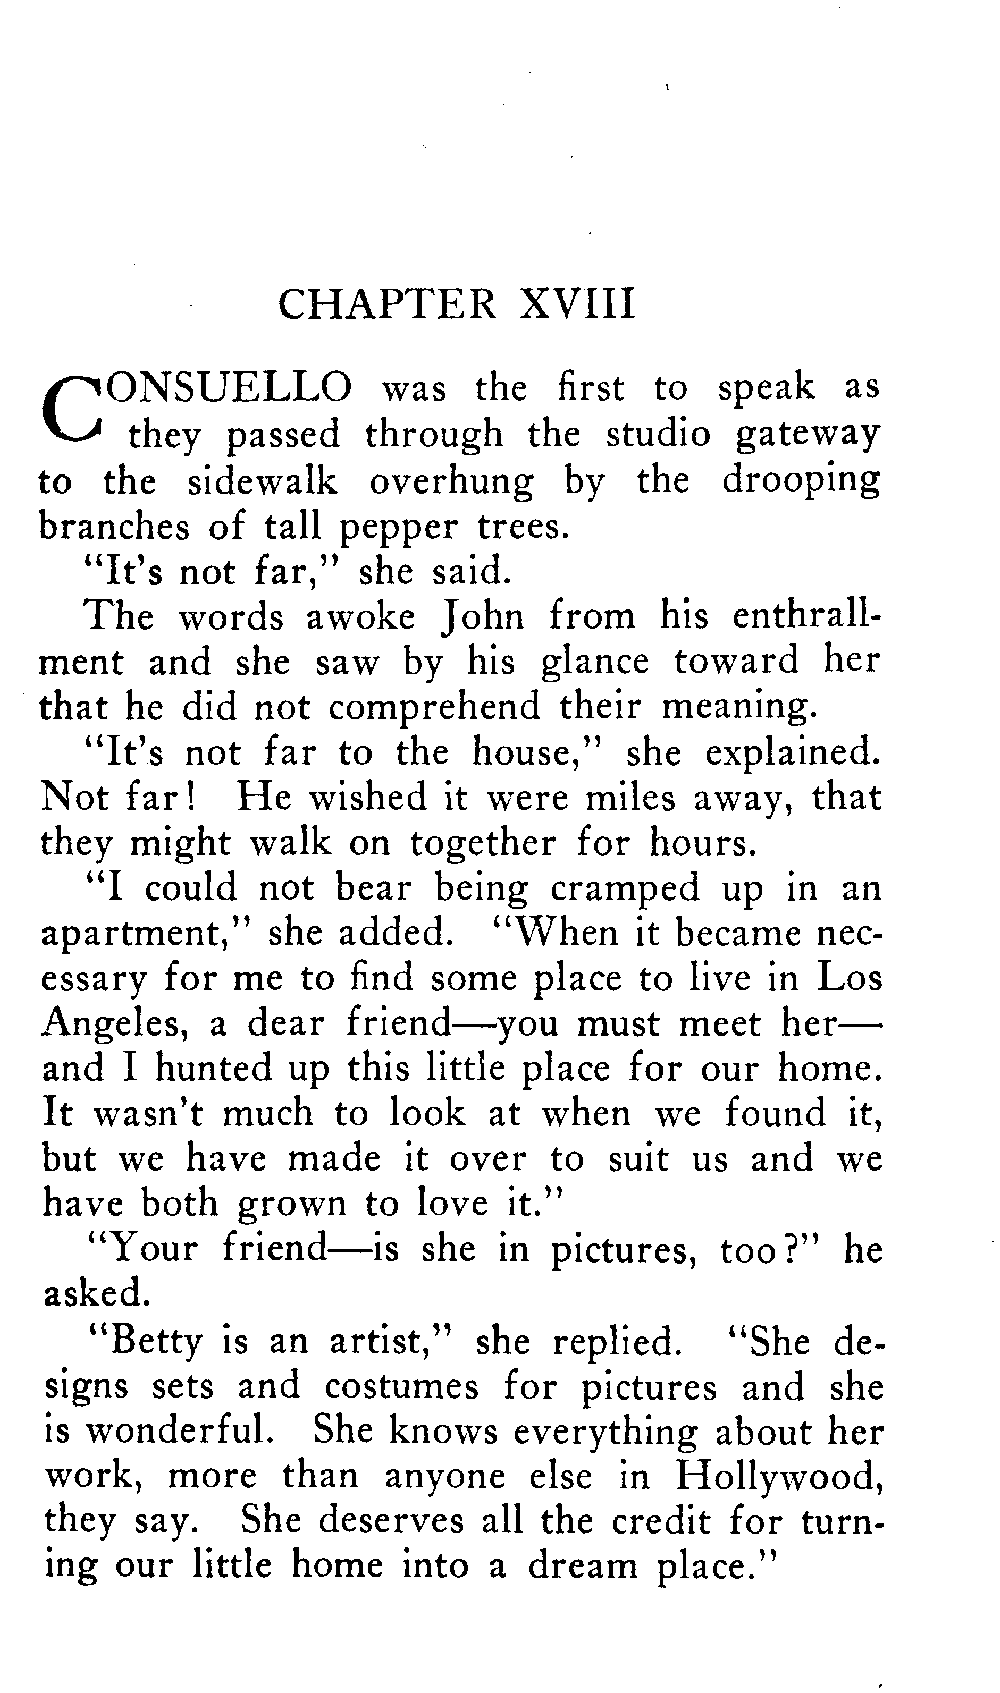 CHAPTER XVIII
CONSUELLO was the first to speak as
they passed through the studio gateway
to the sidewalk overhung by the drooping
branches of tall pepper trees.
“It’s not far,” she said.
The words awoke John from his enthrall-
ment and she saw by his glance toward her
that he did not comprehend their meaning.
“It’s not far to the house,” she explained.
Not far! He wished it were miles away, that
they might walk on together for hours.
“I could not bear being cramped up in an
apartment,” she added. “When it became nec-
essary for me to find some place to live in Los
Angeles, a dear friend—you must meet her—
and I hunted up this little place for our home.
It wasn’t much to look at when we found it,
but we have made it over to suit us and we
have both grown to love it.”
“Your friend—is she in pictures, too?” he
asked.
“Betty is an artist,” she replied. “She de-
signs sets and costumes for pictures and she
is wonderful. She knows everything about her
work, more than anyone else in Hollywood,
they say. She deserves all the credit for turn-
ing our little home into a dream place.”